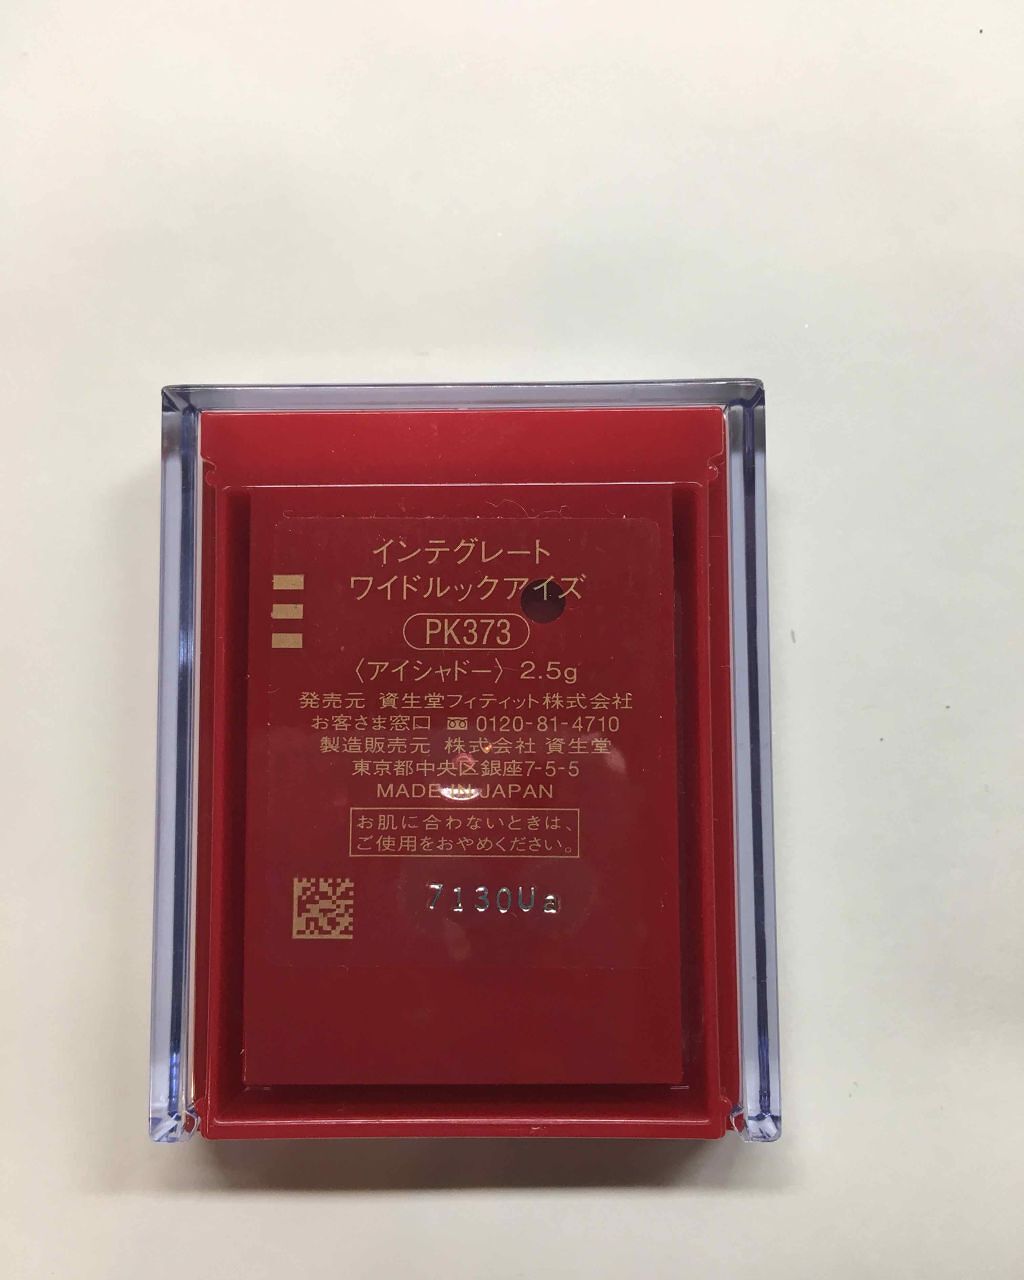 インテグレート
ワイドルックアイズ
PK373
〈アイシャドー〉 2.5g
発売元 資生堂フィティット株式会社
お客さま窓口 0120-81-4710
製造販売元 株式会社 資生堂
東京都中央区銀座7-5-5
MADE IN JAPAN
お肌に合わないときは、
ご使用をおやめください。
7130Ua